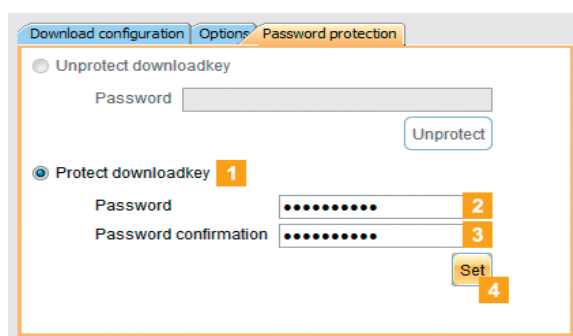 Download configuration Options Password protection
Unprotect downloadkey
Password
Unprotect
Protect downloadkey 1
Password •••••••••• 2
Password confirmation •••••••••• 3
Set
4